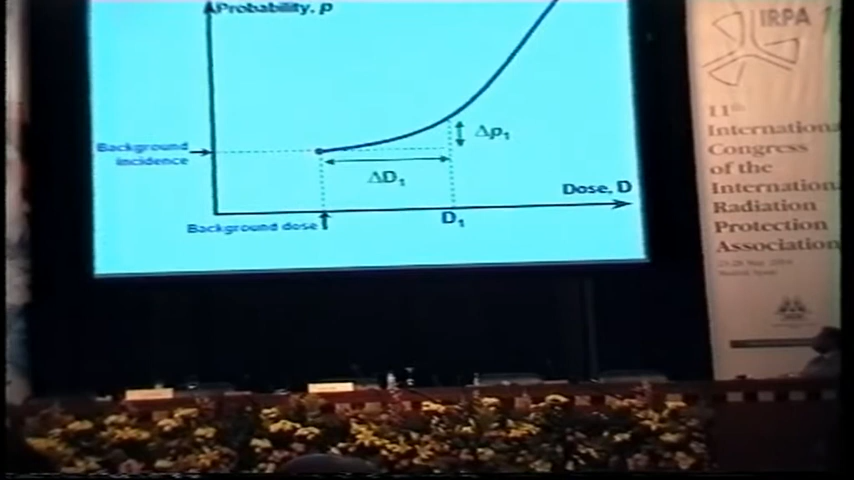 Probability, p
Background
incidence
Δp₁
ΔD₁
Dose, D
Background dose
D₁
IRPA 1
11th
International
Congress
of the
International
Radiation
Protection
Association